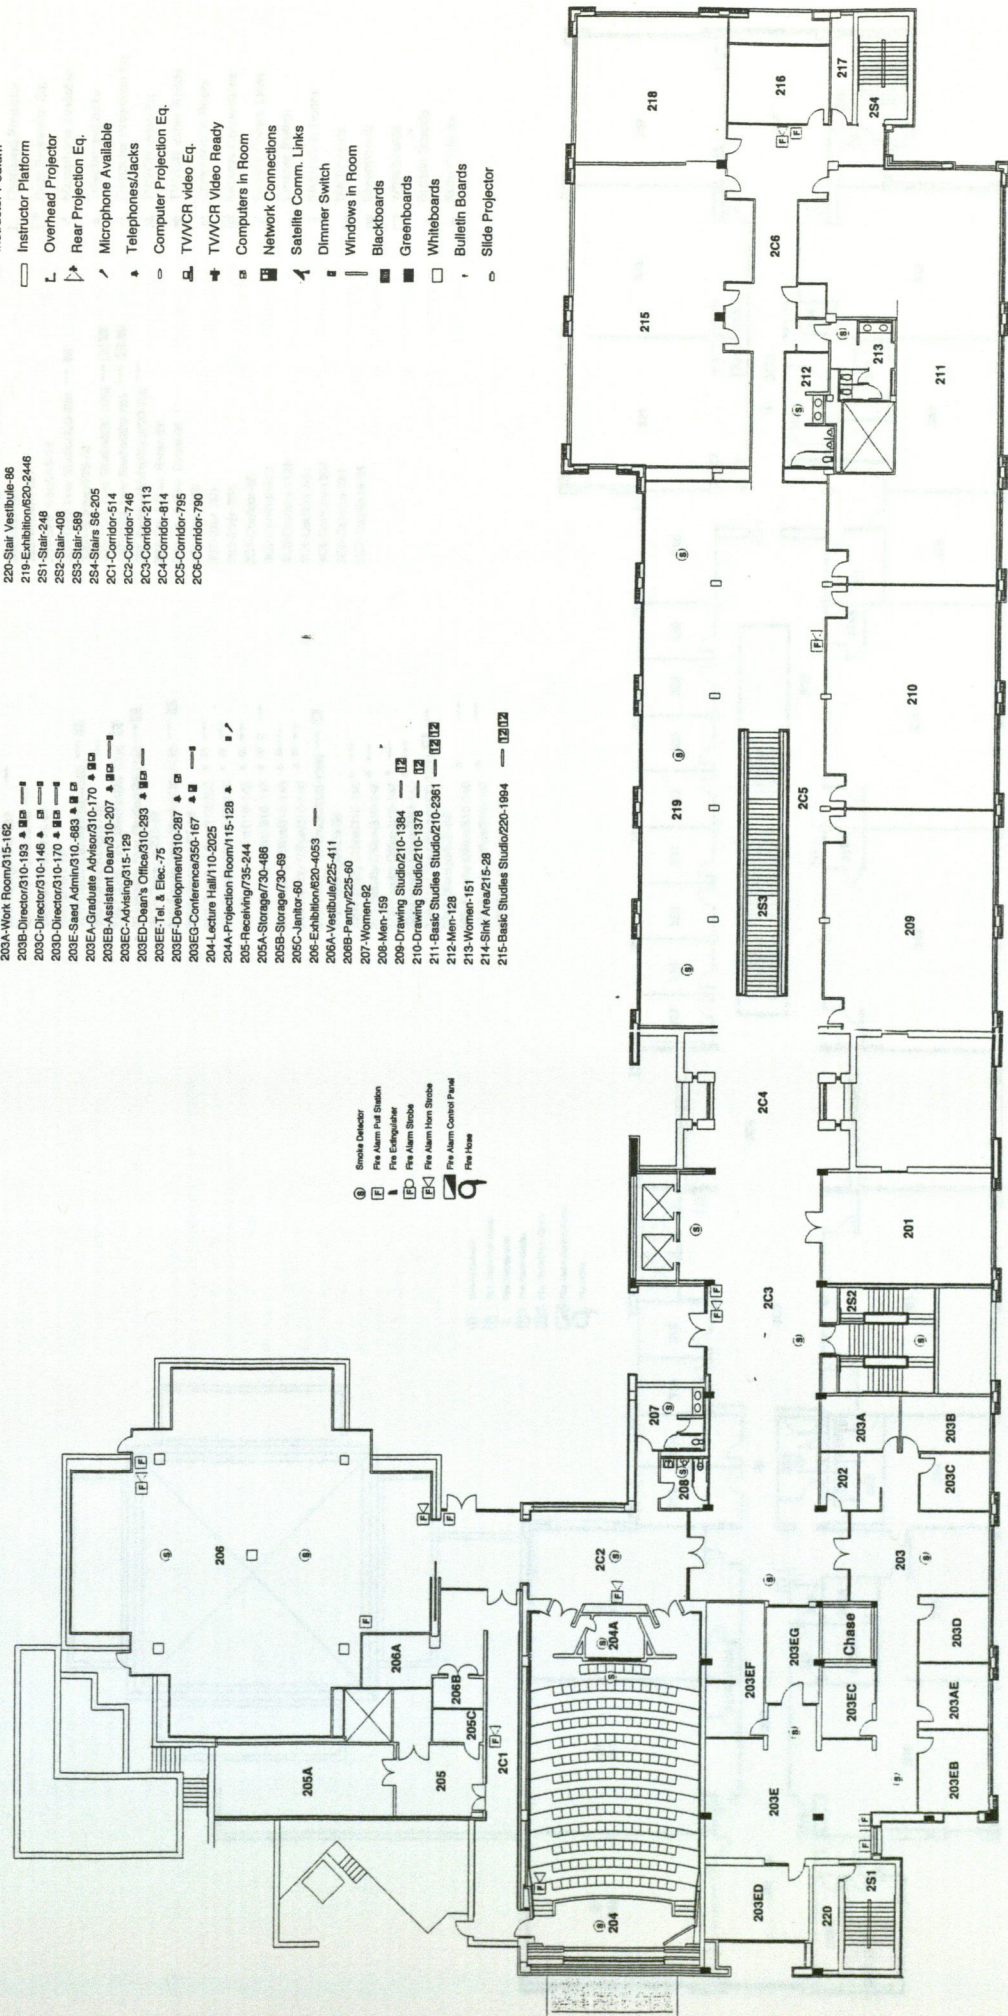 203A-Work Room/315-162
203B-Director/310-193
203C-Director/310-146
203D-Director/310-170
203E-Saed Admin/310.-683
203EA-Graduate Advisor/310-170
203EB-Assistant Dean/310-207
203EC-Advising/315-129
203ED-Dean's Office/310-293
203EE-Tel. & Elec.-75
203EF-Development/310-287
203EG-Conference/350-167
204-Lecture Hall/110-2025
204A-Projection Room/115-128
205-Receiving/735-244
205A-Storage/730-486
205B-Storage/730-69
205C-Janitor-60
206-Exhibition/620-4053
206A-Vestibule/225-411
206B-Pantry/225-60
207-Women-92
208-Men-159
209-Drawing Studio/210-1384 12
210-Drawing Studio/210-1378 12 12
211-Basic Studies Studio/210-2361 12 12
212-Men-128
213-Women-151
214-Sink Area/215-28
215-Basic Studies Studio/220-1994 12 12
220-Stair Vestibule-86
219-Exhibition/620-2446
2S1-Stair-248
2S2-Stair-408
2S3-Stair-589
2S4-Stairs S6-205
2C1-Corridor-514
2C2-Corridor-746
2C3-Corridor-2113
2C4-Corridor-814
2C5-Corridor-795
2C6-Corridor-790
Instructor Platform
Overhead Projector
Rear Projection Eq.
Microphone Available
Telephones/Jacks
Computer Projection Eq.
TV/VCR video Eq.
TV/VCR Video Ready
Computers in Room
Network Connections
Satellite Comm. Links
Dimmer Switch
Windows in Room
Blackboards
Greenboards
Whiteboards
Bulletin Boards
Slide Projector
S Smoke Detector
F Fire Alarm Pull Station
Fire Extinguisher
F Fire Alarm Strobe
F Fire Alarm Horn Strobe
Fire Alarm Control Panel
Fire Hose
206
206A
206B
205C
205A
205
2C1
2C2
204A
204
207
208
203EF
203EG
Chase
203EC
203E
203ED
220
2S1
203EB
203AE
203D
203
203C
203B
203A
202
2C3
2S2
201
2C4
219
2S3
2C5
209
210
211
212
213
215
2C6
218
216
217
2S4